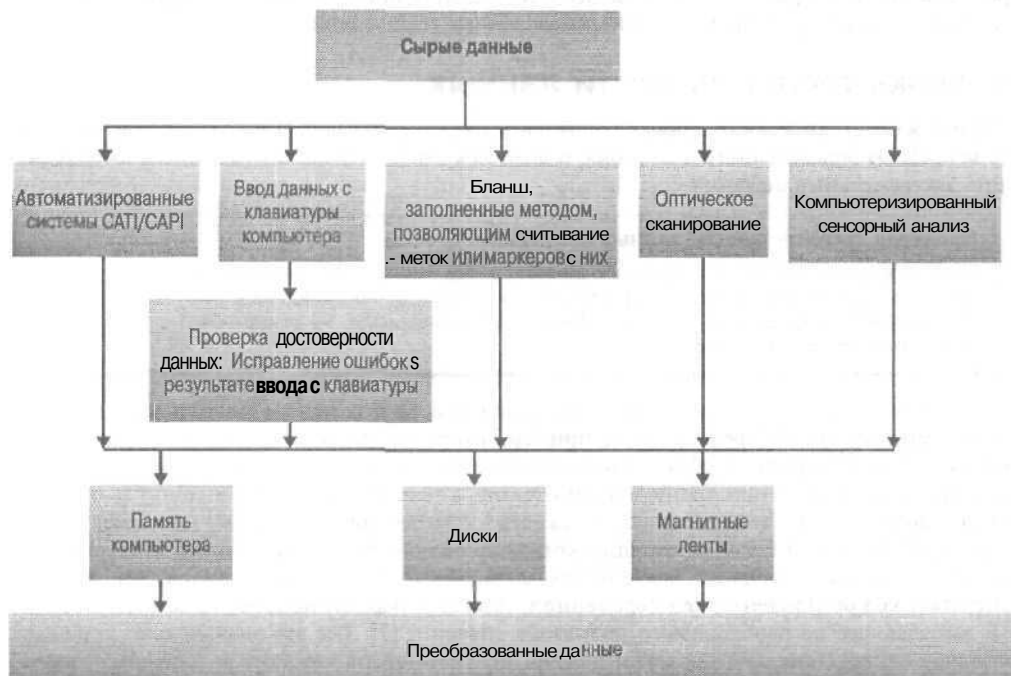 Сырые данные
Автоматизированные
системы CATI/CAPI
Ввод данных с
клавиатуры
компьютера
Бланш,
заполненные методом,
позволяющим считывание
.- меток или маркеров с них
Оптическое
сканирование
Компьютеризированный
сенсорный анализ
Проверка достоверности
данных: Исправление ошибок s
результате ввода с клавиатуры
Память
компьютера
Диски
Магнитные
ленты
Преобразованные данные